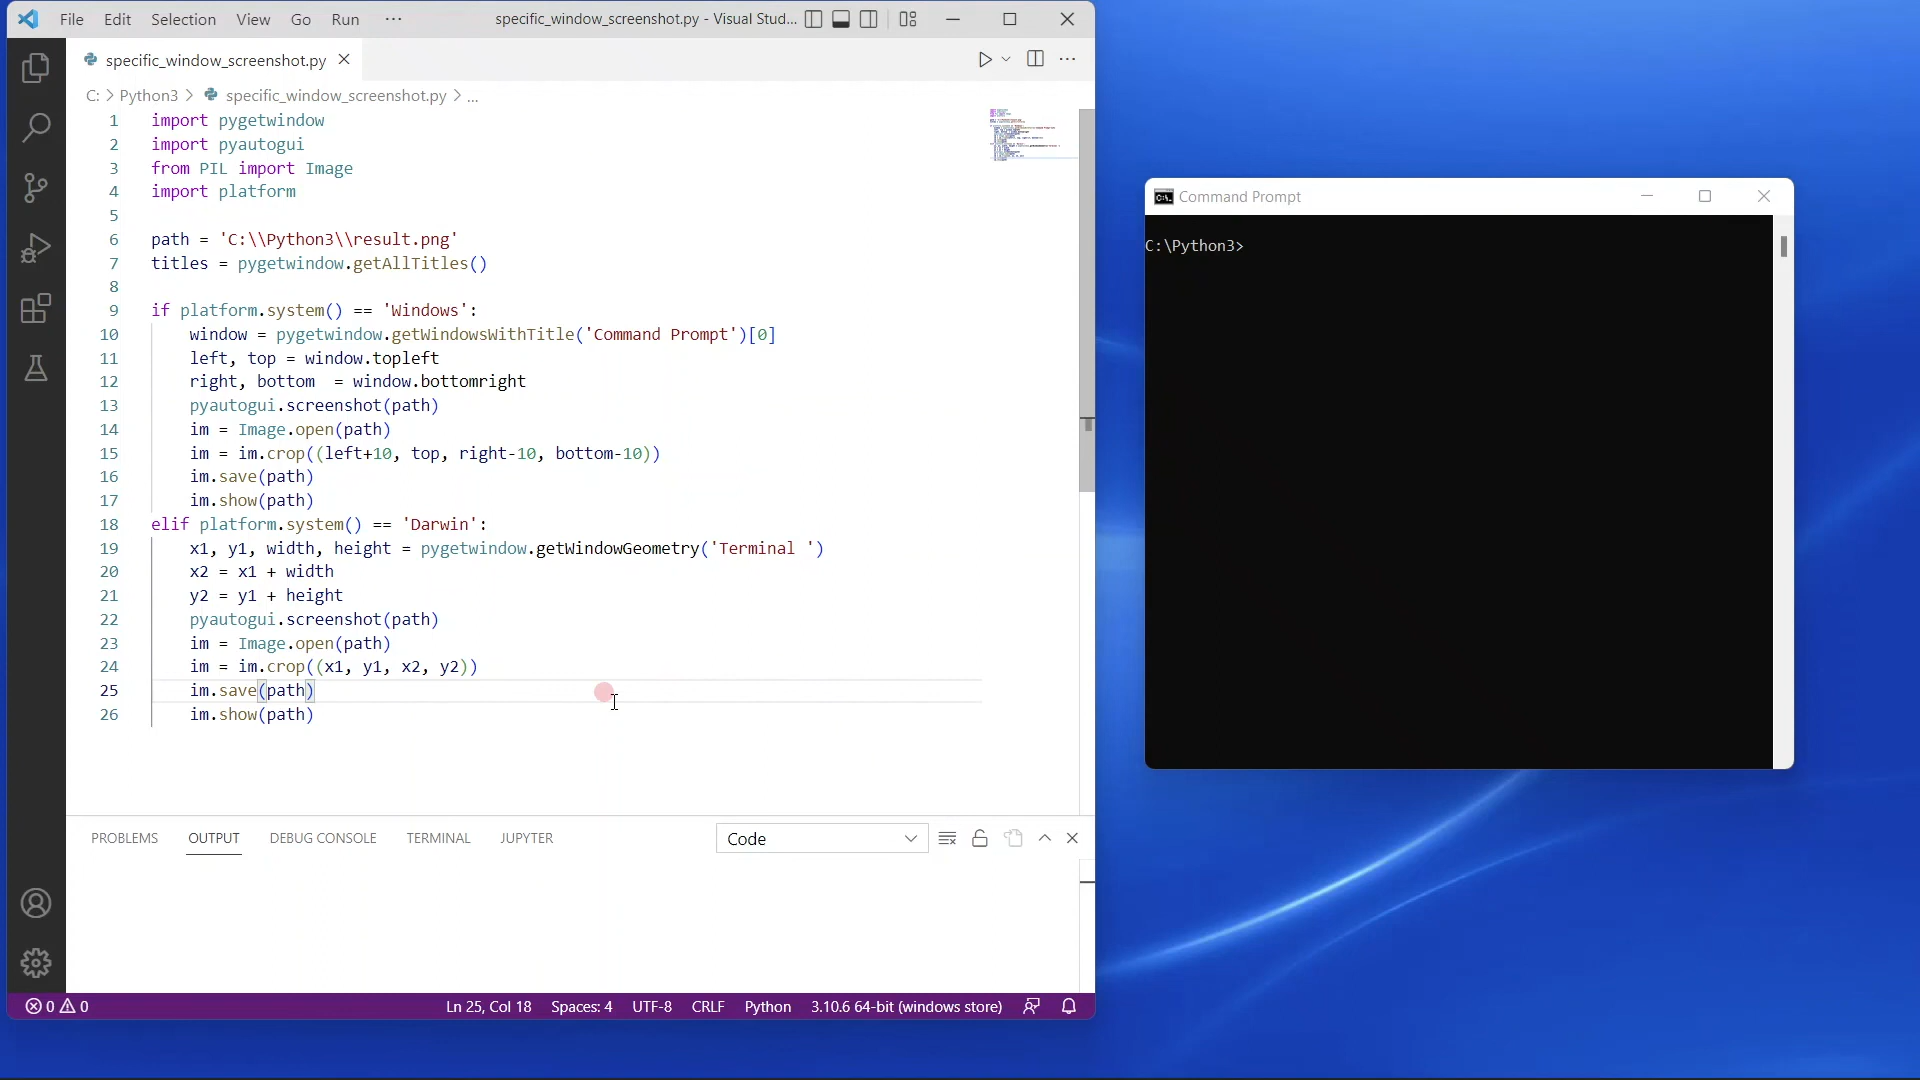 File Edit Selection View Go Run ··· specific_window_screenshot.py - Visual Stud...
specific_window_screenshot.py
C: > Python3 > specific_window_screenshot.py > ...
1 import pygetwindow
2 import pyautogui
3 from PIL import Image
4 import platform
5
6 path = 'C:\\Python3\\result.png'
7 titles = pygetwindow.getAllTitles()
8
9 if platform.system() == 'Windows':
10 window = pygetwindow.getWindowsWithTitle('Command Prompt')[0]
11 left, top = window.topleft
12 right, bottom  = window.bottomright
13 pyautogui.screenshot(path)
14 im = Image.open(path)
15 im = im.crop((left+10, top, right-10, bottom-10))
16 im.save(path)
17 im.show(path)
18 elif platform.system() == 'Darwin':
19 x1, y1, width, height = pygetwindow.getWindowGeometry('Terminal ')
20 x2 = x1 + width
21 y2 = y1 + height
22 pyautogui.screenshot(path)
23 im = Image.open(path)
24 im = im.crop((x1, y1, x2, y2))
25 im.save(path)
26 im.show(path)
PROBLEMS OUTPUT DEBUG CONSOLE TERMINAL JUPYTER Code
0 0 Ln 25, Col 18 Spaces: 4 UTF-8 CRLF Python 3.10.6 64-bit (windows store)
Command Prompt
C:\Python3>